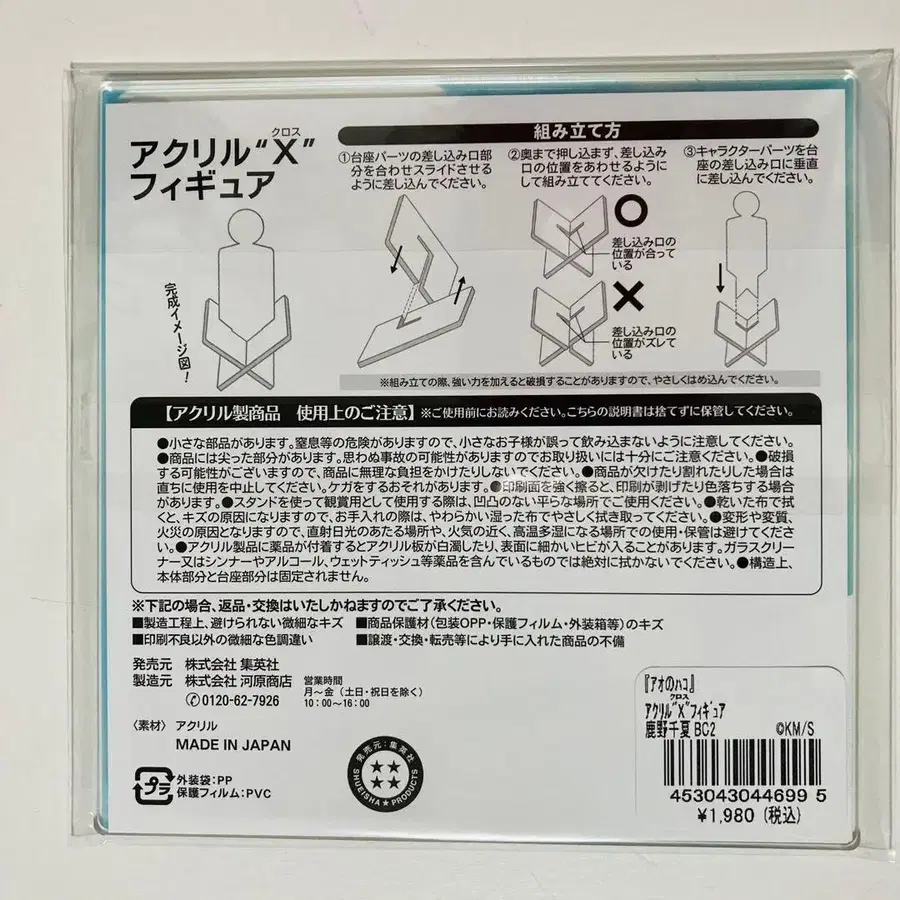 アクリル“X”
クロス
フィギュア
完成イメージ図!
組み立て方
①台座パーツの差し込み口部
分を合わせスライドさせる
ように差し込んでください。
②奥まで押し込まず、差し込み
口の位置をあわせるように
して組み立ててください。
差し込み口の
位置が合って
いる
差し込み口の
位置がズレて
いる
③キャラクターパーツを台
座の差し込み口に垂直
に差し込んでください。
※組み立ての際、強い力を加えると破損することがありますので、やさしくはめ込んでください。
【アクリル製商品 使用上のご注意】※ご使用前にお読みください。こちらの説明書は捨てずに保管してください。
●小さな部品があります。窒息等の危険がありますので、小さなお子様が誤って飲み込まないように注意してください。
●商品には尖った部分があります。思わぬ事故の可能性がありますのでお取り扱いには十分にご注意ください。●破損
する可能性がございますので、商品に無理な負担をかけたりしないでください。●商品が欠けたり割れたりした場合は
直ちに使用を中止してください。ケガをするおそれがあります。●印刷面を強く擦ると、印刷が剥げたり色落ちする場合
があります。●スタンドを使って観賞用として使用する際は、凹凸のない平らな場所でご使用ください。●乾いた布で拭
くと、キズの原因になりますので、お手入れの際は、やわらかい湿った布でやさしく拭き取ってください。●変形や変質、
火災の原因となりますので、直射日光のあたる場所や、火気の近く、高温多湿になる場所での使用・保管は避けてくださ
い。●アクリル製品に薬品が付着するとアクリル板が白濁したり、表面に細かいヒビが入ることがあります。ガラスクリー
ナー又はシンナーやアルコール、ウェットティッシュ等薬品を含んでいるものでは絶対に拭かないでください。●構造上、
本体部分と台座部分は固定されません。
※下記の場合、返品・交換はいたしかねますのでご了承ください。
■製造工程上、避けられない微細なキズ ■商品保護材(包装OPP・保護フィルム・外装箱等)のキズ
■印刷不良以外の微細な色調違い ■譲渡・交換・転売等により手に入れた商品の不備
発売元 株式会社 集英社
製造元 株式会社 河原商店
✆0120-62-7926
営業時間
月~金(土日・祝日を除く)
10:00~16:00
〈素材〉 アクリル
MADE IN JAPAN
プラ
外装袋:PP
保護フィルム:PVC
発売元:集英社
SHUEISHA★PRODUCTS
『アオのハコ』
クロス
アクリル“X”フィギュア
鹿野千夏 BC2 ©KM/S
453043044699 5
¥1,980 (税込)